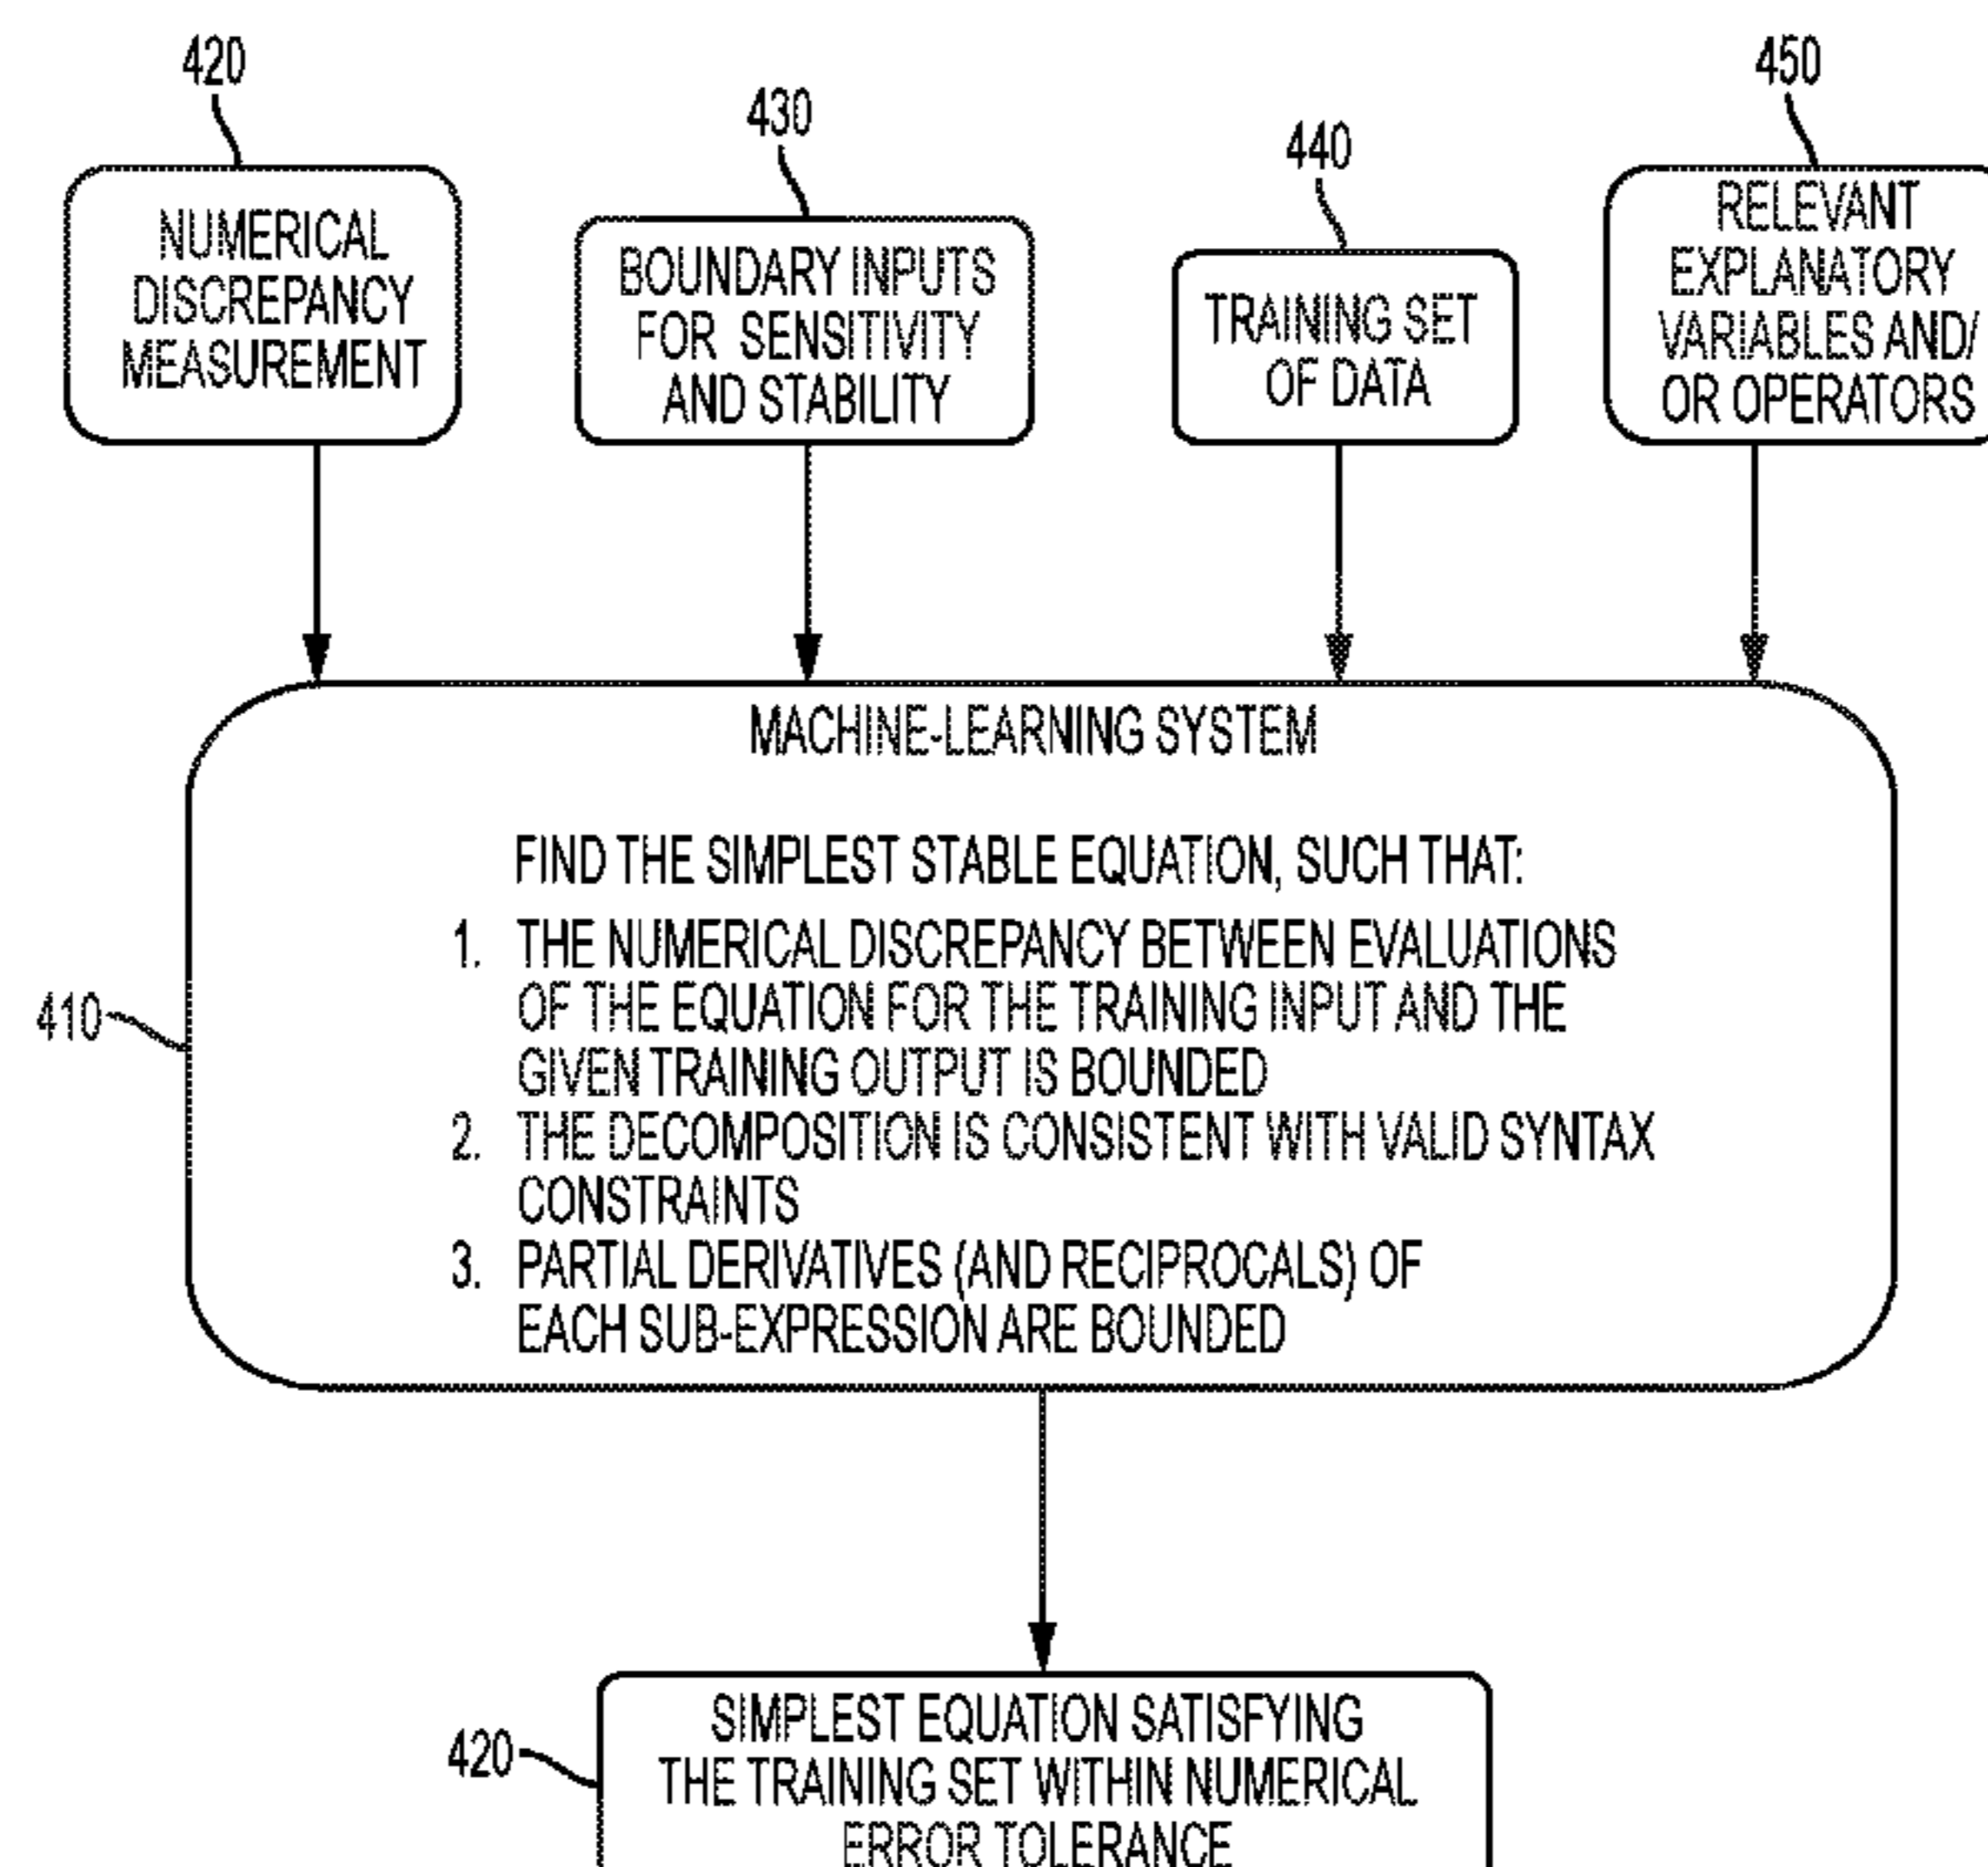 420
NUMERICAL
DISCREPANCY
MEASUREMENT
430
BOUNDARY INPUTS
FOR SENSITIVITY
AND STABILITY
440
TRAINING SET
OF DATA
450
RELEVANT
EXPLANATORY
VARIABLES AND/
OR OPERATORS
MACHINE-LEARNING SYSTEM
FIND THE SIMPLEST STABLE EQUATION, SUCH THAT:
1. THE NUMERICAL DISCREPANCY BETWEEN EVALUATIONS
OF THE EQUATION FOR THE TRAINING INPUT AND THE
GIVEN TRAINING OUTPUT IS BOUNDED
2. THE DECOMPOSITION IS CONSISTENT WITH VALID SYNTAX
CONSTRAINTS
3. PARTIAL DERIVATIVES (AND RECIPROCALS) OF
EACH SUB-EXPRESSION ARE BOUNDED
410
420
SIMPLEST EQUATION SATISFYING
THE TRAINING SET WITHIN NUMERICAL
ERROR TOLERANCE